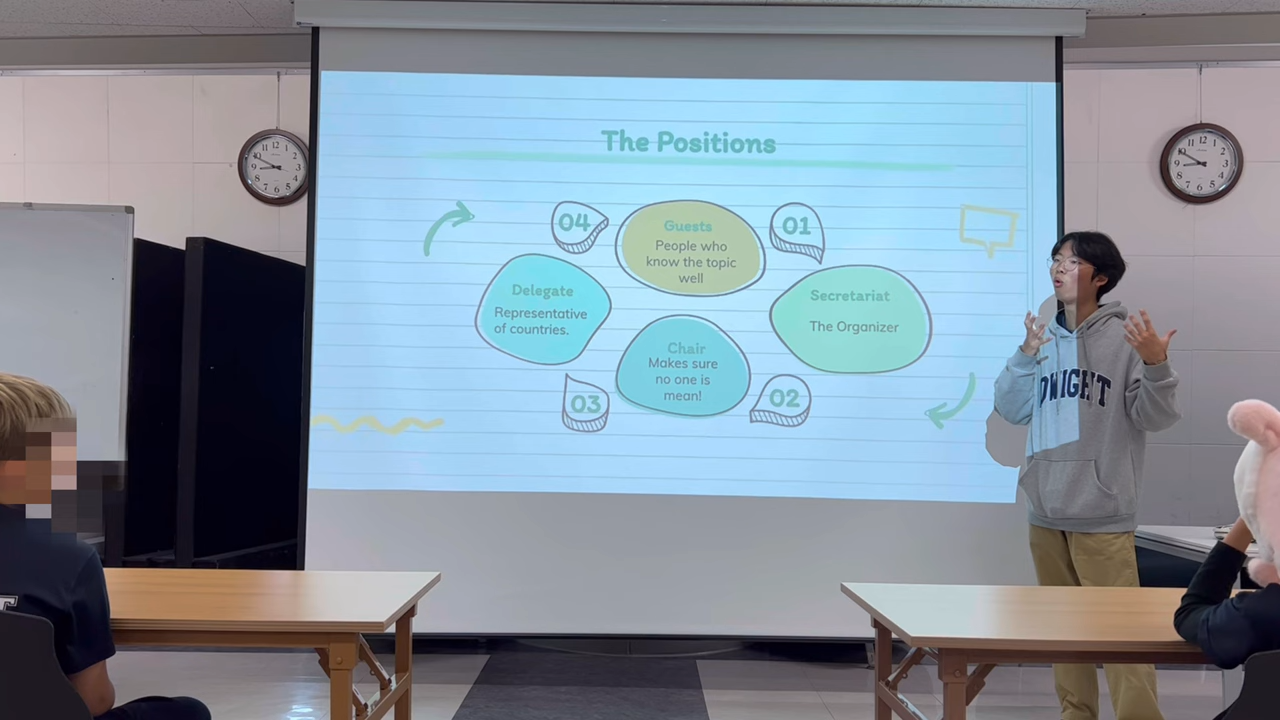 The Positions
04
Guests
People who
know the topic
well
01
Delegate
Representative
of countries.
Secretariat
The Organizer
Chair
Makes sure
no one is
mean!
03
02
DWIGHT